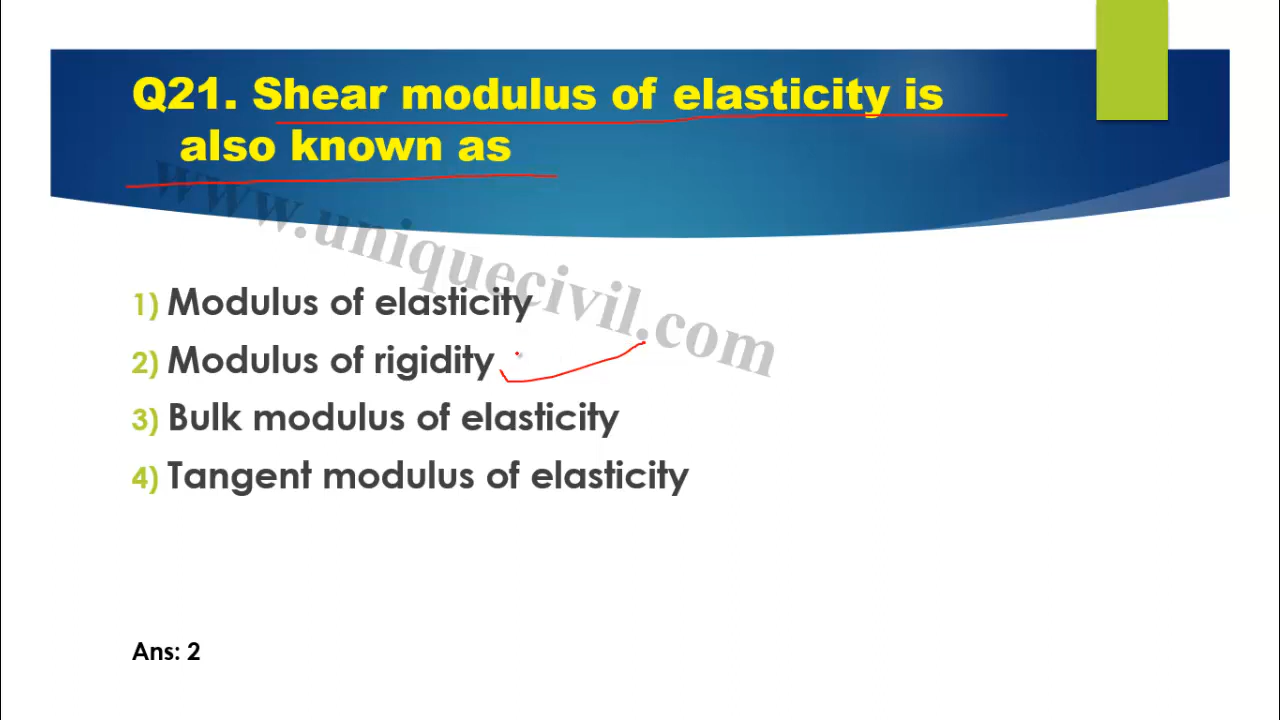 Q21. Shear modulus of elasticity is
also known as
www.uniquecivil.com
1) Modulus of elasticity
2) Modulus of rigidity
3) Bulk modulus of elasticity
4) Tangent modulus of elasticity
Ans: 2